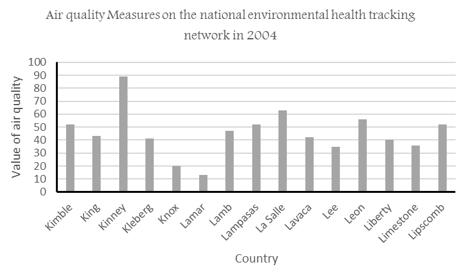 Air quality Measures on the national environmental health tracking
network in 2004
Value of air quality
100
90
80
70
60
50
40
30
20
10
0
Kimble
King
Kinney
Kleberg
Knox
Lamar
Lamb
Lampasas
La Salle
Lavaca
Lee
Leon
Liberty
Limestone
Lipscomb
Country